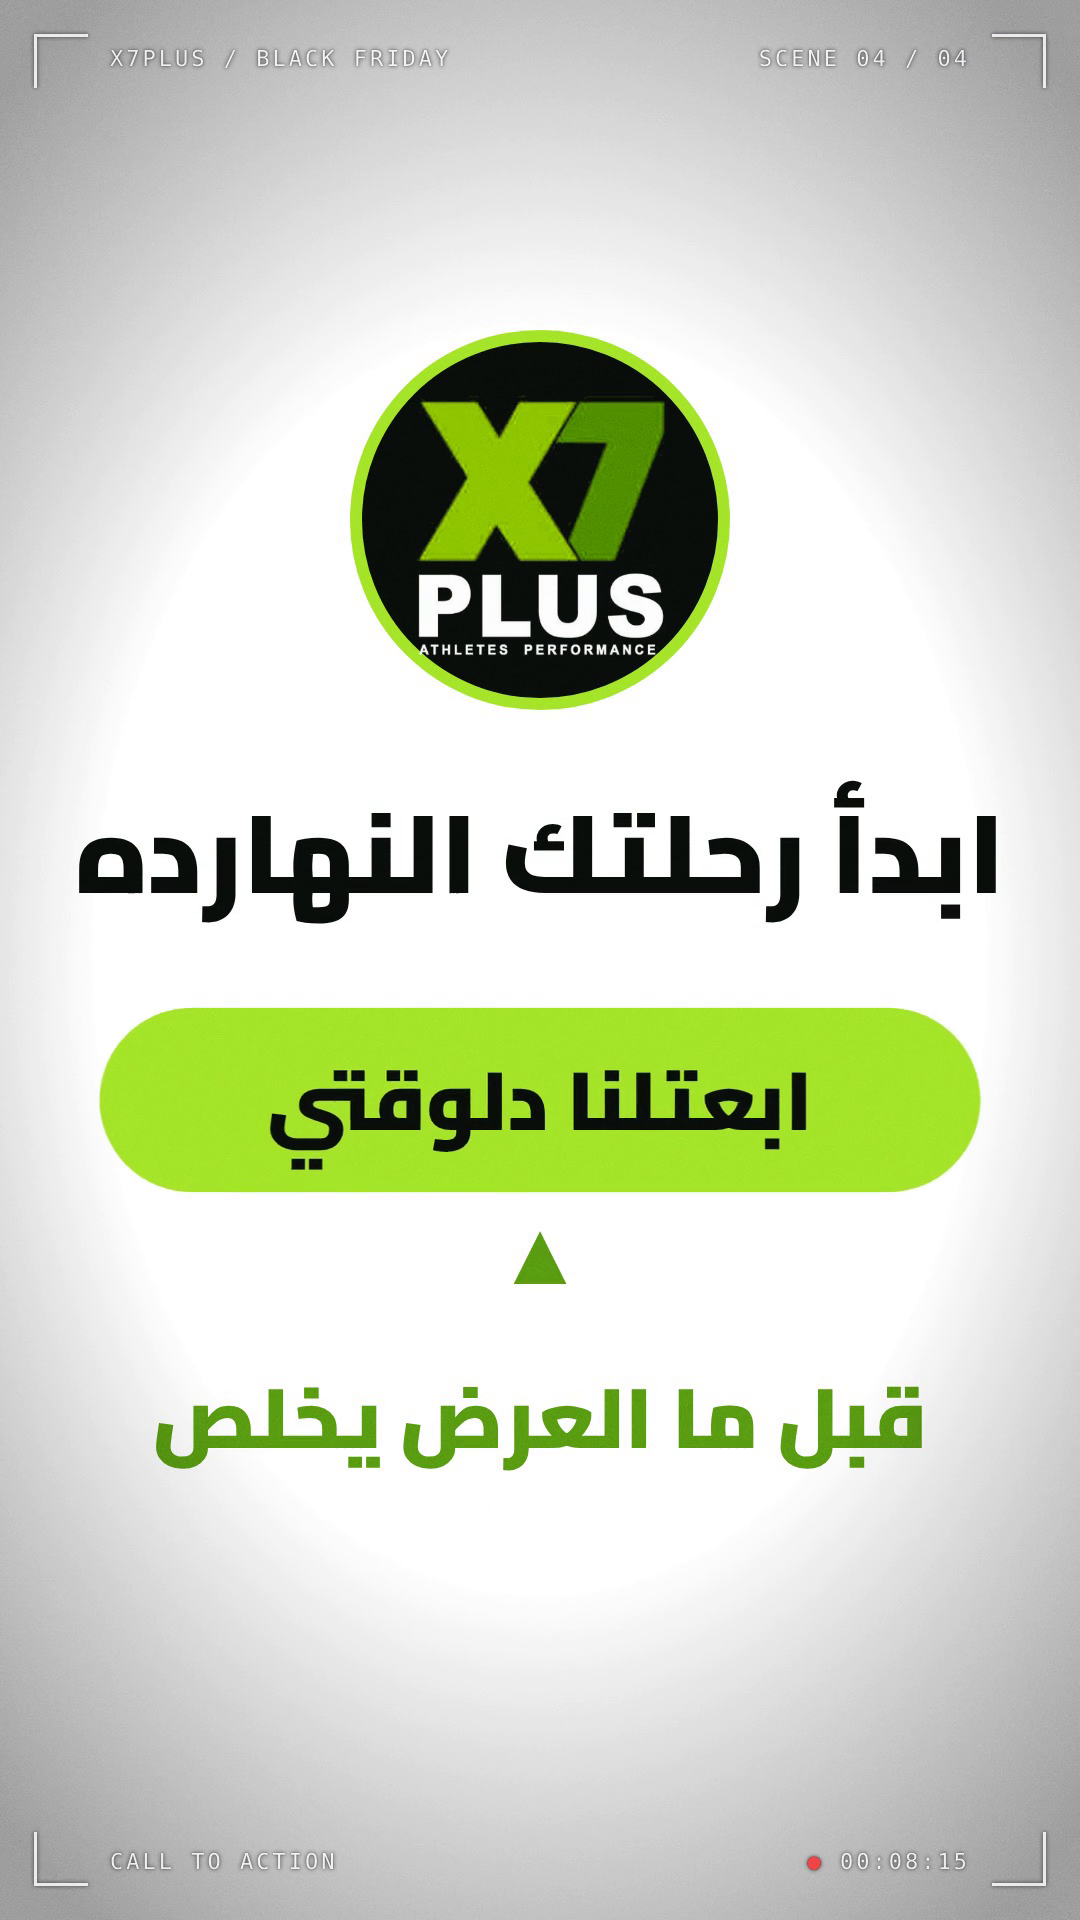 X7PLUS / BLACK FRIDAY
SCENE 04 / 04
X7
PLUS
ATHLETES PERFORMANCE
ابدأ رحلتك النهارده
ابعتلنا دلوقتي
قبل ما العرض يخلص
CALL TO ACTION
00:08:15